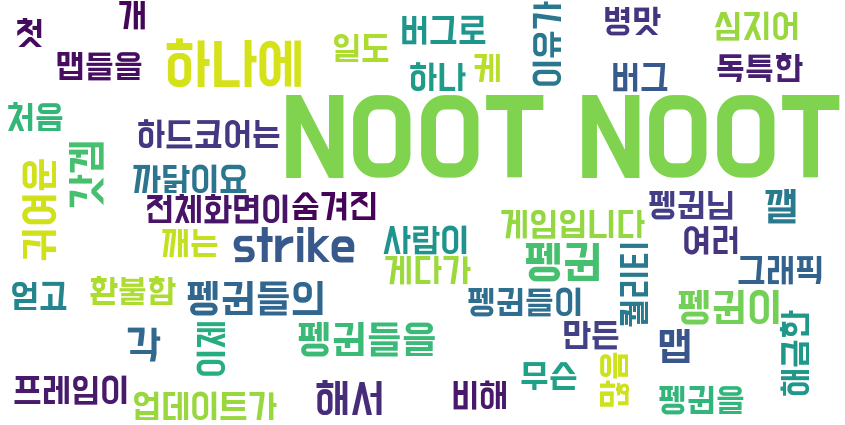 첫
개
맵들을
하나에
일도
버그로
하나
케
이유가
병맛
버그
심지어
독특한
처음
하드코어는
NOOT NOOT
귀여운
갓겜
까닭이요
전체화면이
숨겨진
깨는
strike
사람이
게임입니다
게다가
펭귄
펭귄님
여러
깰
그래픽
얻고
환불함
펭귄들의
펭귄들이
퀄리티
펭귄이
각
이제
펭귄들을
만든
맵
해금한
프레임이
업데이트가
해서
비해
무슨
음
펭귄을